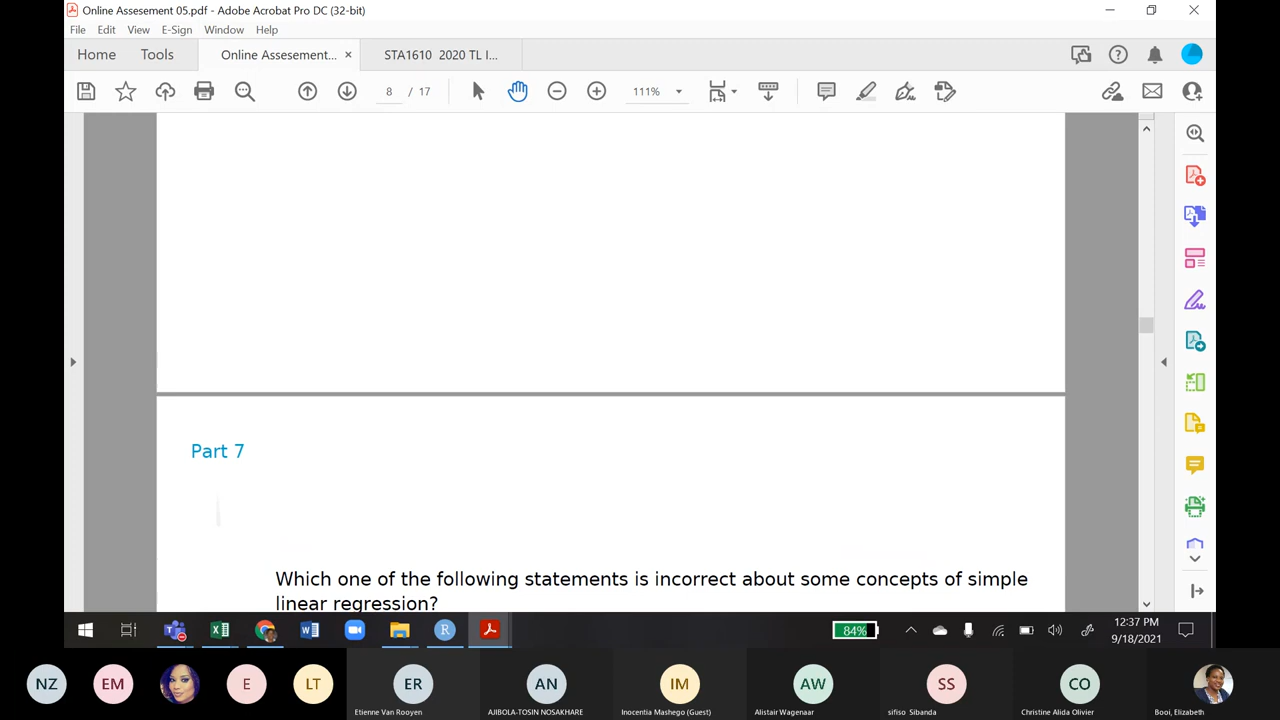 Online Assesement 05.pdf - Adobe Acrobat Pro DC (32-bit)
File Edit View E-Sign Window Help
Home Tools Online Assesement... × STA1610 2020 TL I...
8 / 17 111%
Part 7
Which one of the following statements is incorrect about some concepts of simple
linear regression?
84% 12:37 PM
9/18/2021
NZ EM E LT ER AN IM AW SS CO
Etienne Van Rooyen AJIBOLA-TOSIN NOSAKHARE Inocentia Mashego (Guest) Alistair Wagenaar sifiso Sibanda Christine Alida Olivier Booi, Elizabeth